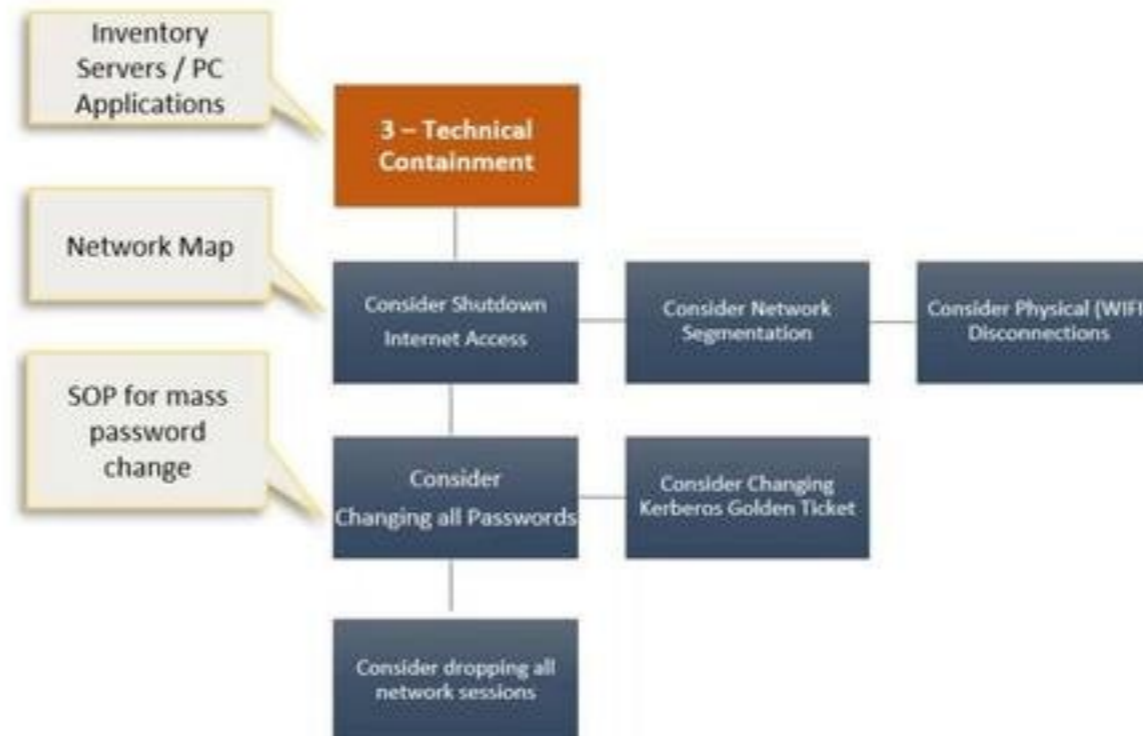 Inventory
Servers / PC
Applications
3 – Technical
Containment
Network Map
Consider Shutdown
Internet Access
Consider Network
Segmentation
Consider Physical (WIFI
Disconnections
SOP for mass
password
change
Consider
Changing all Passwords
Consider Changing
Kerberos Golden Ticket
Consider dropping all
network sessions